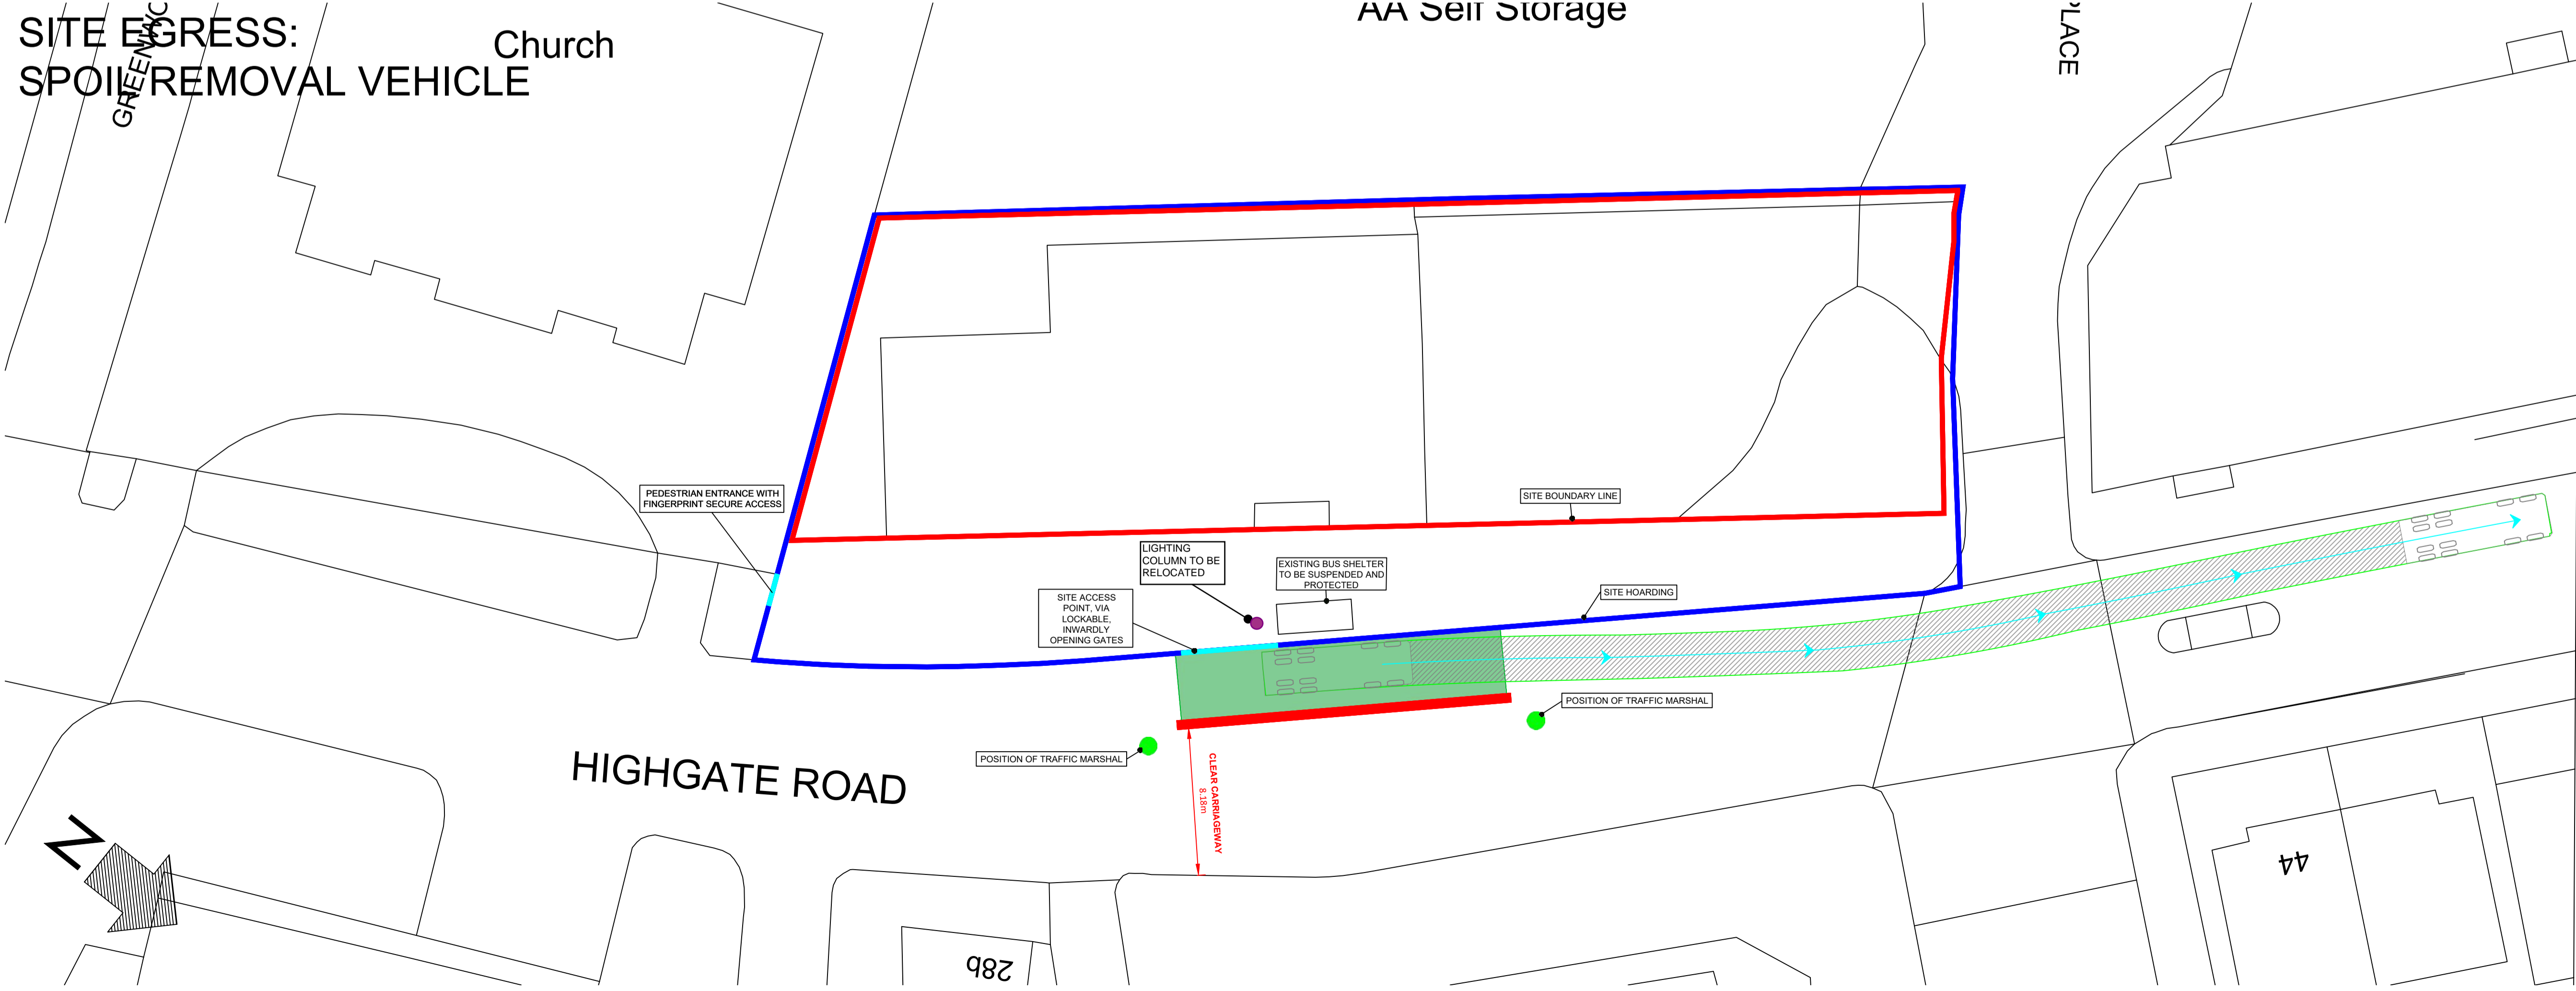 SITE EGRESS:
SPOIL REMOVAL VEHICLE
Church
AA Self Storage
PLACE
PEDESTRIAN ENTRANCE WITH
FINGERPRINT SECURE ACCESS
SITE BOUNDARY LINE
LIGHTING
COLUMN TO BE
RELOCATED
EXISTING BUS SHELTER
TO BE SUSPENDED AND
PROTECTED
SITE ACCESS
POINT, VIA
LOCKABLE,
INWARDLY
OPENING GATES
SITE HOARDING
POSITION OF TRAFFIC MARSHAL
POSITION OF TRAFFIC MARSHAL
HIGHGATE ROAD
CLEAR CARRIAGEWAY
8.18m
N
28b
44